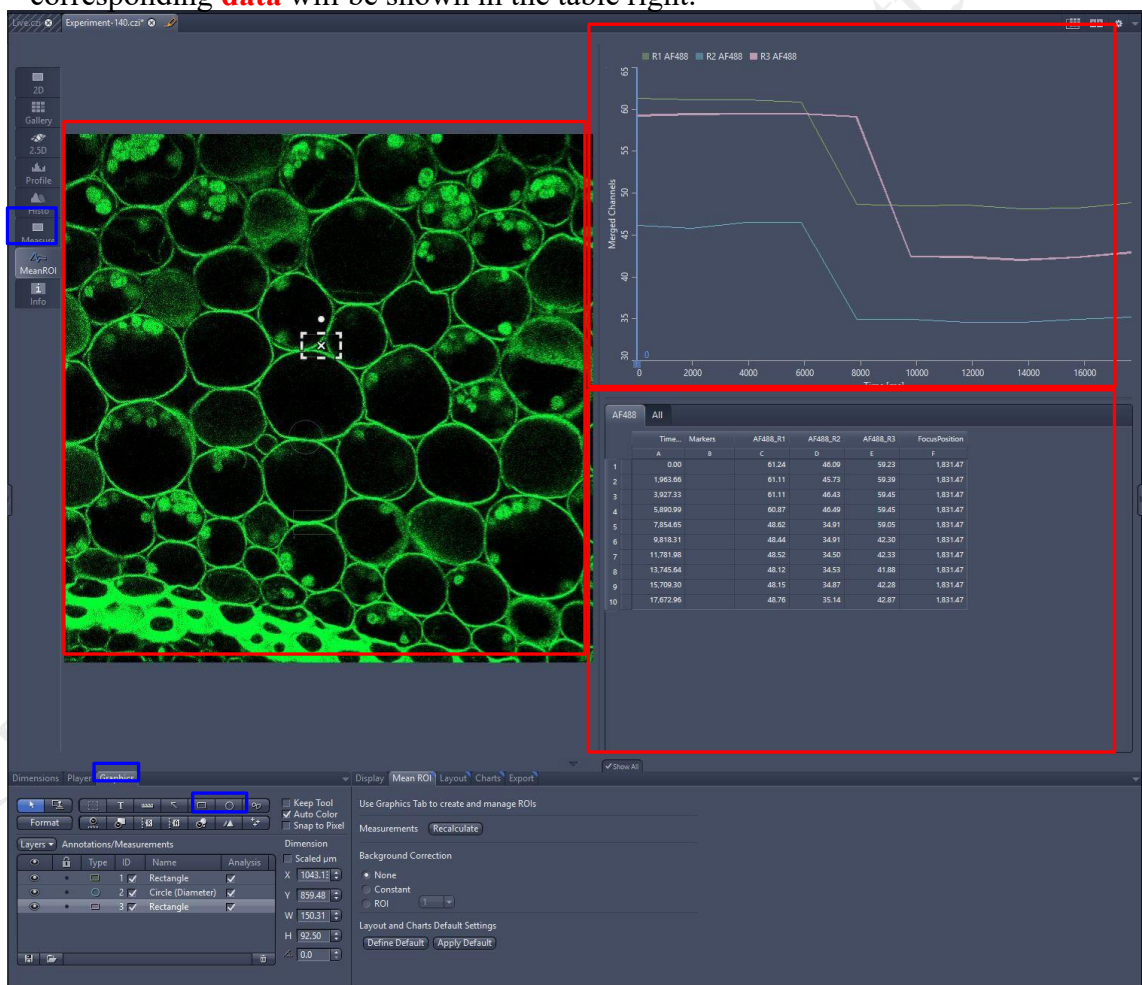 corresponding data will be shown in the table right.
Live.czi Experiment-140.czi*
2D
Gallery
2.5D
Profile
Histo
Measure
MeanROI
Info
R1 AF488 R2 AF488 R3 AF488
Merged Channels
65
60
55
50
45
40
35
30
0
0 2000 4000 6000 8000 10000 12000 14000 16000
AF488 All
Time... Markers AF488_R1 AF488_R2 AF488_R3 FocusPosition
A B C D E F
1 0.00 61.24 46.09 59.23 1,831.47
2 1,963.66 61.11 45.73 59.39 1,831.47
3 3,927.33 61.11 46.43 59.45 1,831.47
4 5,890.99 60.87 46.49 59.45 1,831.47
5 7,854.65 48.62 34.91 59.05 1,831.47
6 9,818.31 48.44 34.91 42.30 1,831.47
7 11,781.98 48.52 34.50 42.33 1,831.47
8 13,745.64 48.12 34.53 41.88 1,831.47
9 15,709.30 48.15 34.87 42.28 1,831.47
10 17,672.96 48.76 35.14 42.87 1,831.47
Show All
Dimensions Player Graphics
Display Mean ROI Layout Charts Export
Keep Tool
Auto Color
Snap to Pixel
Format
Layers Annotations/Measurements
Type ID Name Analysis
1 Rectangle
2 Circle (Diameter)
3 Rectangle
Dimension
Scaled µm
X 1043.13
Y 859.48
W 150.31
H 92.50
0.0
Use Graphics Tab to create and manage ROIs
Measurements Recalculate
Background Correction
None
Constant
ROI 1
Layout and Charts Default Settings
Define Default Apply Default